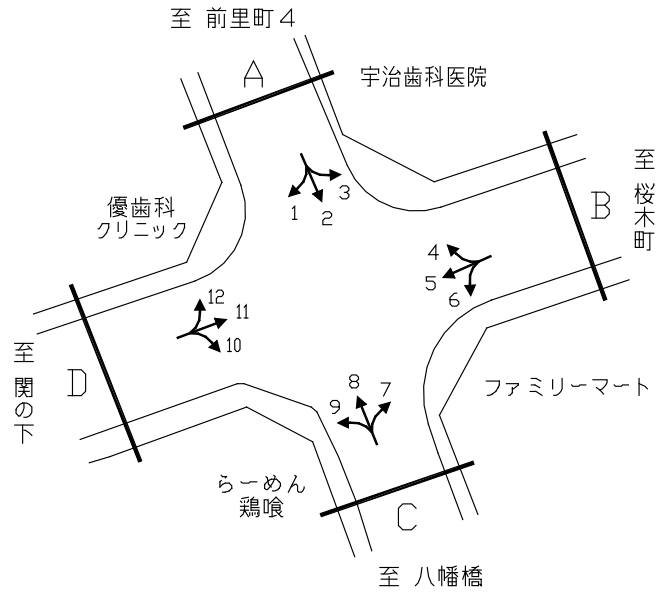 至 前里町4
A
宇治歯科医院
至 桜木町
B
優歯科
クリニック
1
2
3
4
5
6
12
11
10
至 関の下
D
8
7
9
ファミリーマート
らーめん
鶏喰
C
至 八幡橋